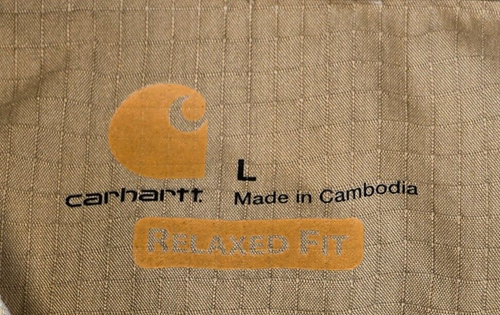 L
carhartt. Made in Cambodia
RELAXED FIT